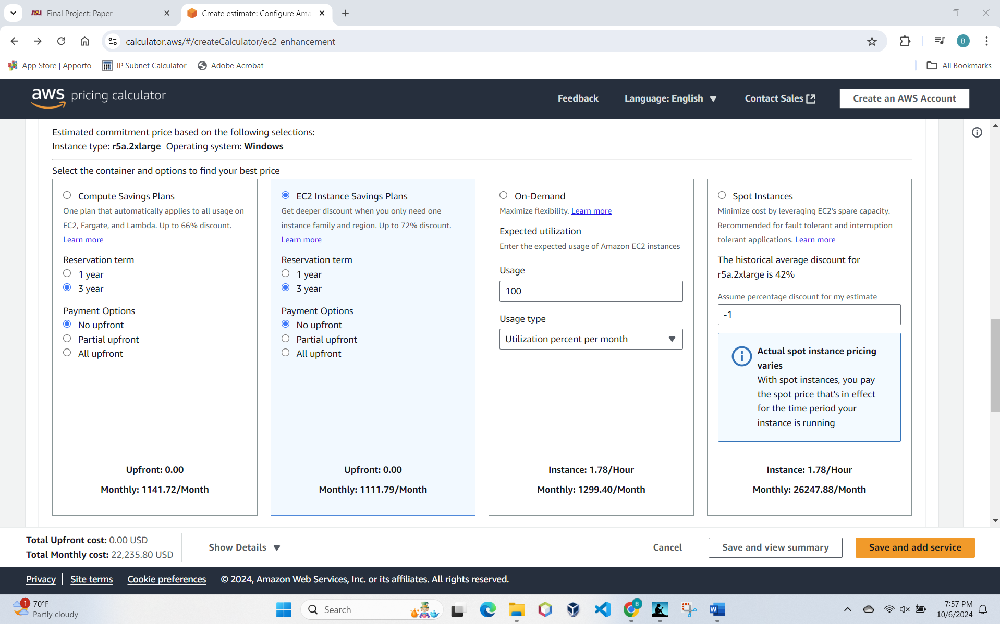 ASU Final Project: Paper
Create estimate: Configure Ama
calculator.aws/#/createCalculator/ec2-enhancement
B
App Store | Apporto
IP Subnet Calculator
Adobe Acrobat
All Bookmarks
aws pricing calculator
Feedback
Language: English
Contact Sales
Create an AWS Account
Estimated commitment price based on the following selections:
Instance type: r5a.2xlarge Operating system: Windows
Select the container and options to find your best price
Compute Savings Plans
One plan that automatically applies to all usage on
EC2, Fargate, and Lambda. Up to 66% discount.
Learn more
Reservation term
1 year
3 year
Payment Options
No upfront
Partial upfront
All upfront
Upfront: 0.00
Monthly: 1141.72/Month
EC2 Instance Savings Plans
Get deeper discount when you only need one
instance family and region. Up to 72% discount.
Learn more
Reservation term
1 year
3 year
Payment Options
No upfront
Partial upfront
All upfront
Upfront: 0.00
Monthly: 1111.79/Month
On-Demand
Maximize flexibility. Learn more
Expected utilization
Enter the expected usage of Amazon EC2 instances
Usage
100
Usage type
Utilization percent per month
Instance: 1.78/Hour
Monthly: 1299.40/Month
Spot Instances
Minimize cost by leveraging EC2's spare capacity.
Recommended for fault tolerant and interruption
tolerant applications. Learn more
The historical average discount for
r5a.2xlarge is 42%
Assume percentage discount for my estimate
-1
Actual spot instance pricing
varies
With spot instances, you pay
the spot price that's in effect
for the time period your
instance is running
Instance: 1.78/Hour
Monthly: 26247.88/Month
Total Upfront cost: 0.00 USD
Total Monthly cost: 22,235.80 USD
Show Details
Cancel
Save and view summary
Save and add service
Privacy
Site terms
Cookie preferences
© 2024, Amazon Web Services, Inc. or its affiliates. All rights reserved.
1
70°F
Partly cloudy
Search
B
W
7:57 PM
10/6/2024